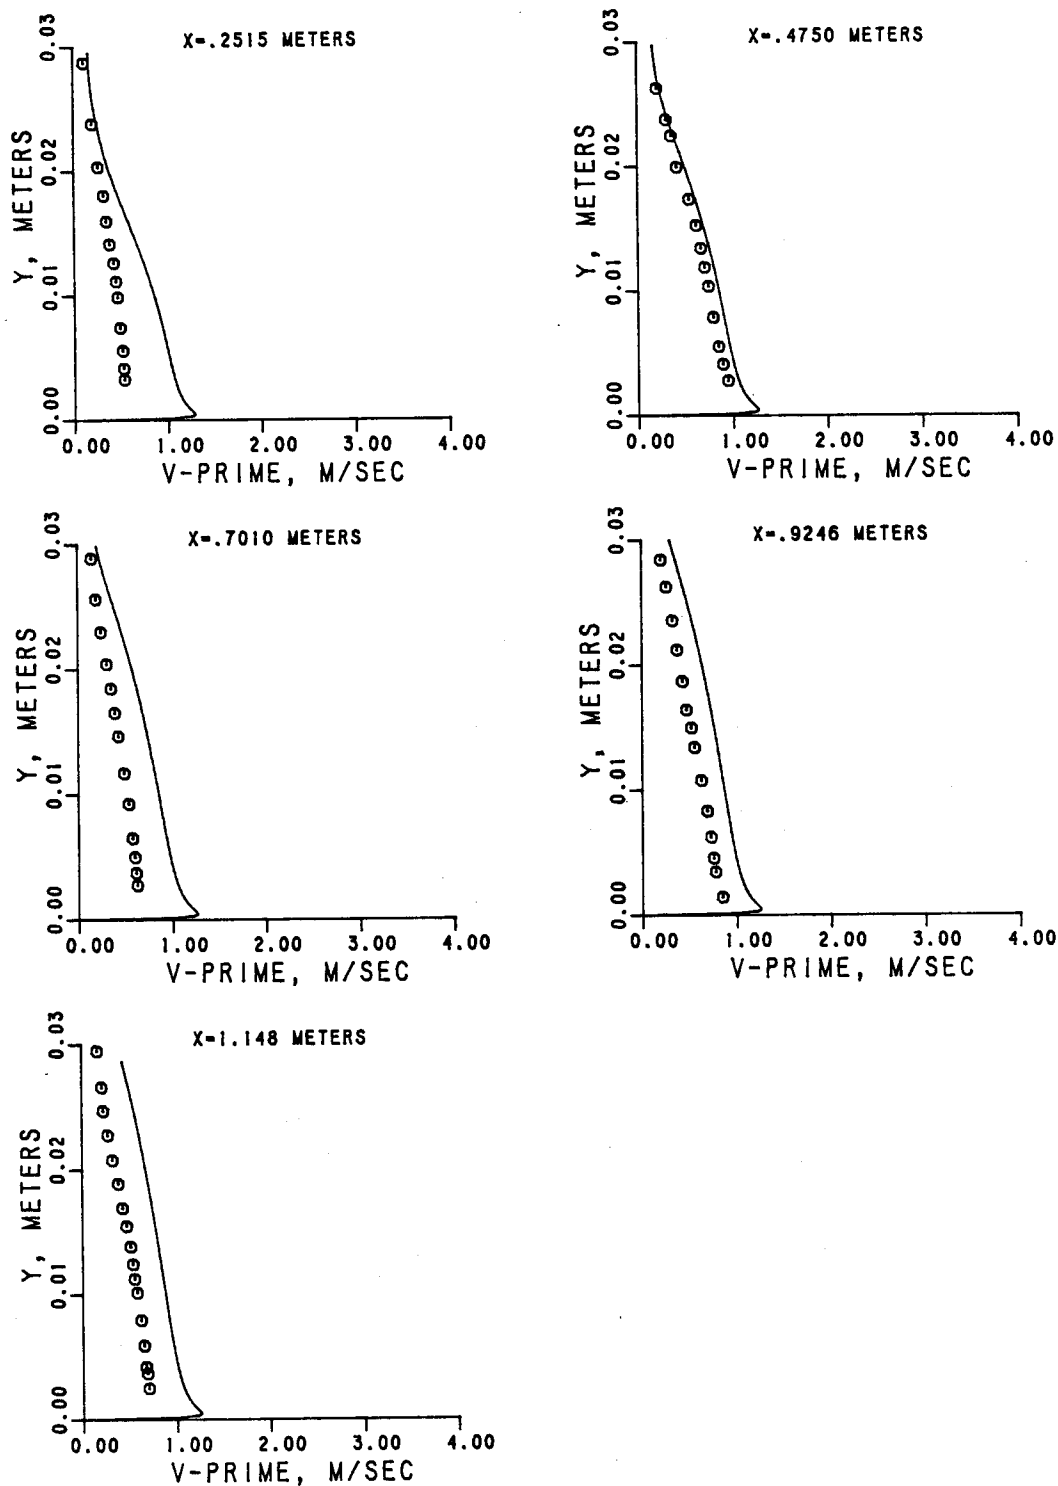 X=.2515 METERS
0.03
0.02
0.01
0.00
Y, METERS
0.00 1.00 2.00 3.00 4.00
V-PRIME, M/SEC
X=.4750 METERS
0.03
0.02
0.01
0.00
Y, METERS
0.00 1.00 2.00 3.00 4.00
V-PRIME, M/SEC
X=.7010 METERS
0.03
0.02
0.01
0.00
Y, METERS
0.00 1.00 2.00 3.00 4.00
V-PRIME, M/SEC
X=.9246 METERS
0.03
0.02
0.01
0.00
Y, METERS
0.00 1.00 2.00 3.00 4.00
V-PRIME, M/SEC
X=1.148 METERS
0.03
0.02
0.01
0.00
Y, METERS
0.00 1.00 2.00 3.00 4.00
V-PRIME, M/SEC